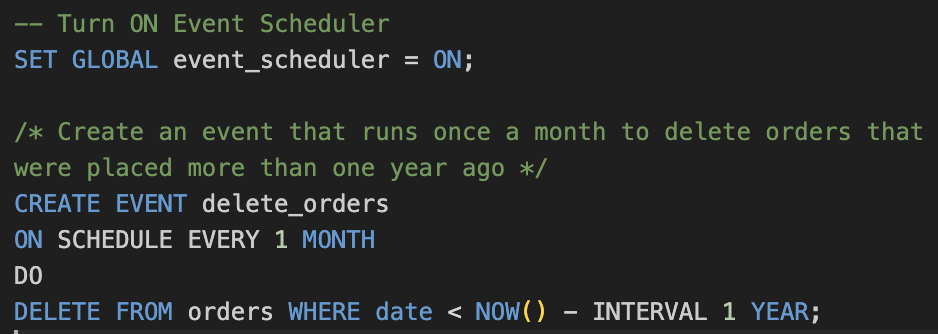 -- Turn ON Event Scheduler
SET GLOBAL event_scheduler = ON;
/* Create an event that runs once a month to delete orders that
were placed more than one year ago */
CREATE EVENT delete_orders
ON SCHEDULE EVERY 1 MONTH
DO
DELETE FROM orders WHERE date < NOW() - INTERVAL 1 YEAR;